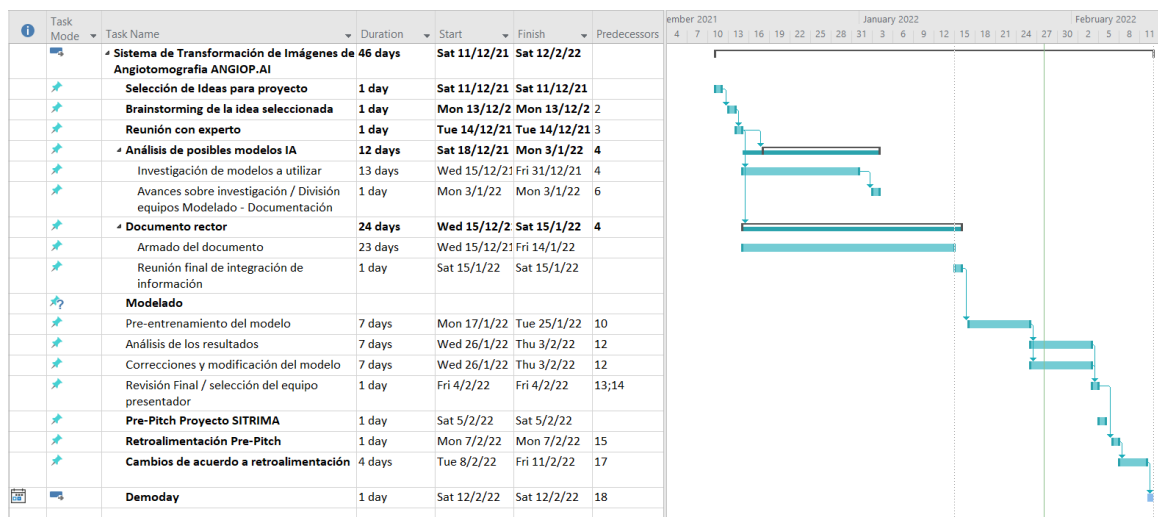 ember 2021 January 2022 February 2022
Task Mode Task Name Duration Start Finish Predecessors 4 7 10 13 16 19 22 25 28 31 3 6 9 12 15 18 21 24 27 30 2 5 8 11
Sistema de Transformación de Imágenes de 46 days Sat 11/12/21 Sat 12/2/22
Angiotomografia ANGIOP.AI
Selección de Ideas para proyecto 1 day Sat 11/12/21 Sat 11/12/21
Brainstorming de la idea seleccionada 1 day Mon 13/12/2 Mon 13/12/2 2
Reunión con experto 1 day Tue 14/12/21 Tue 14/12/21 3
Análisis de posibles modelos IA 12 days Sat 18/12/21 Mon 3/1/22 4
Investigación de modelos a utilizar 13 days Wed 15/12/21 Fri 31/12/21 4
Avances sobre investigación / División 1 day Mon 3/1/22 Mon 3/1/22 6
equipos Modelado - Documentación
Documento rector 24 days Wed 15/12/2 Sat 15/1/22 4
Armado del documento 23 days Wed 15/12/21 Fri 14/1/22
Reunión final de integración de 1 day Sat 15/1/22 Sat 15/1/22
información
? Modelado
Pre-entrenamiento del modelo 7 days Mon 17/1/22 Tue 25/1/22 10
Análisis de los resultados 7 days Wed 26/1/22 Thu 3/2/22 12
Correcciones y modificación del modelo 7 days Wed 26/1/22 Thu 3/2/22 12
Revisión Final / selección del equipo 1 day Fri 4/2/22 Fri 4/2/22 13;14
presentador
Pre-Pitch Proyecto SITRIMA 1 day Sat 5/2/22 Sat 5/2/22
Retroalimentación Pre-Pitch 1 day Mon 7/2/22 Mon 7/2/22 15
Cambios de acuerdo a retroalimentación 4 days Tue 8/2/22 Fri 11/2/22 17
Demoday 1 day Sat 12/2/22 Sat 12/2/22 18